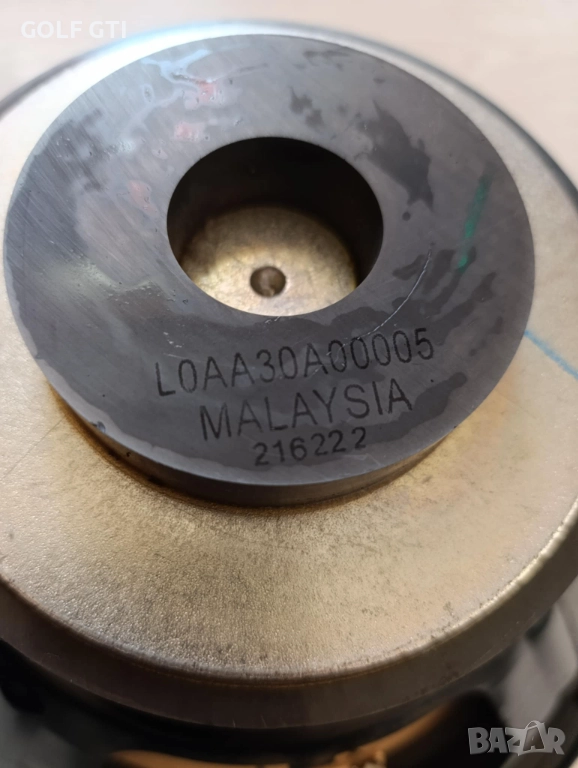 GOLF GTI
L0AA30A00005
MALAYSIA
216222
BAZAR